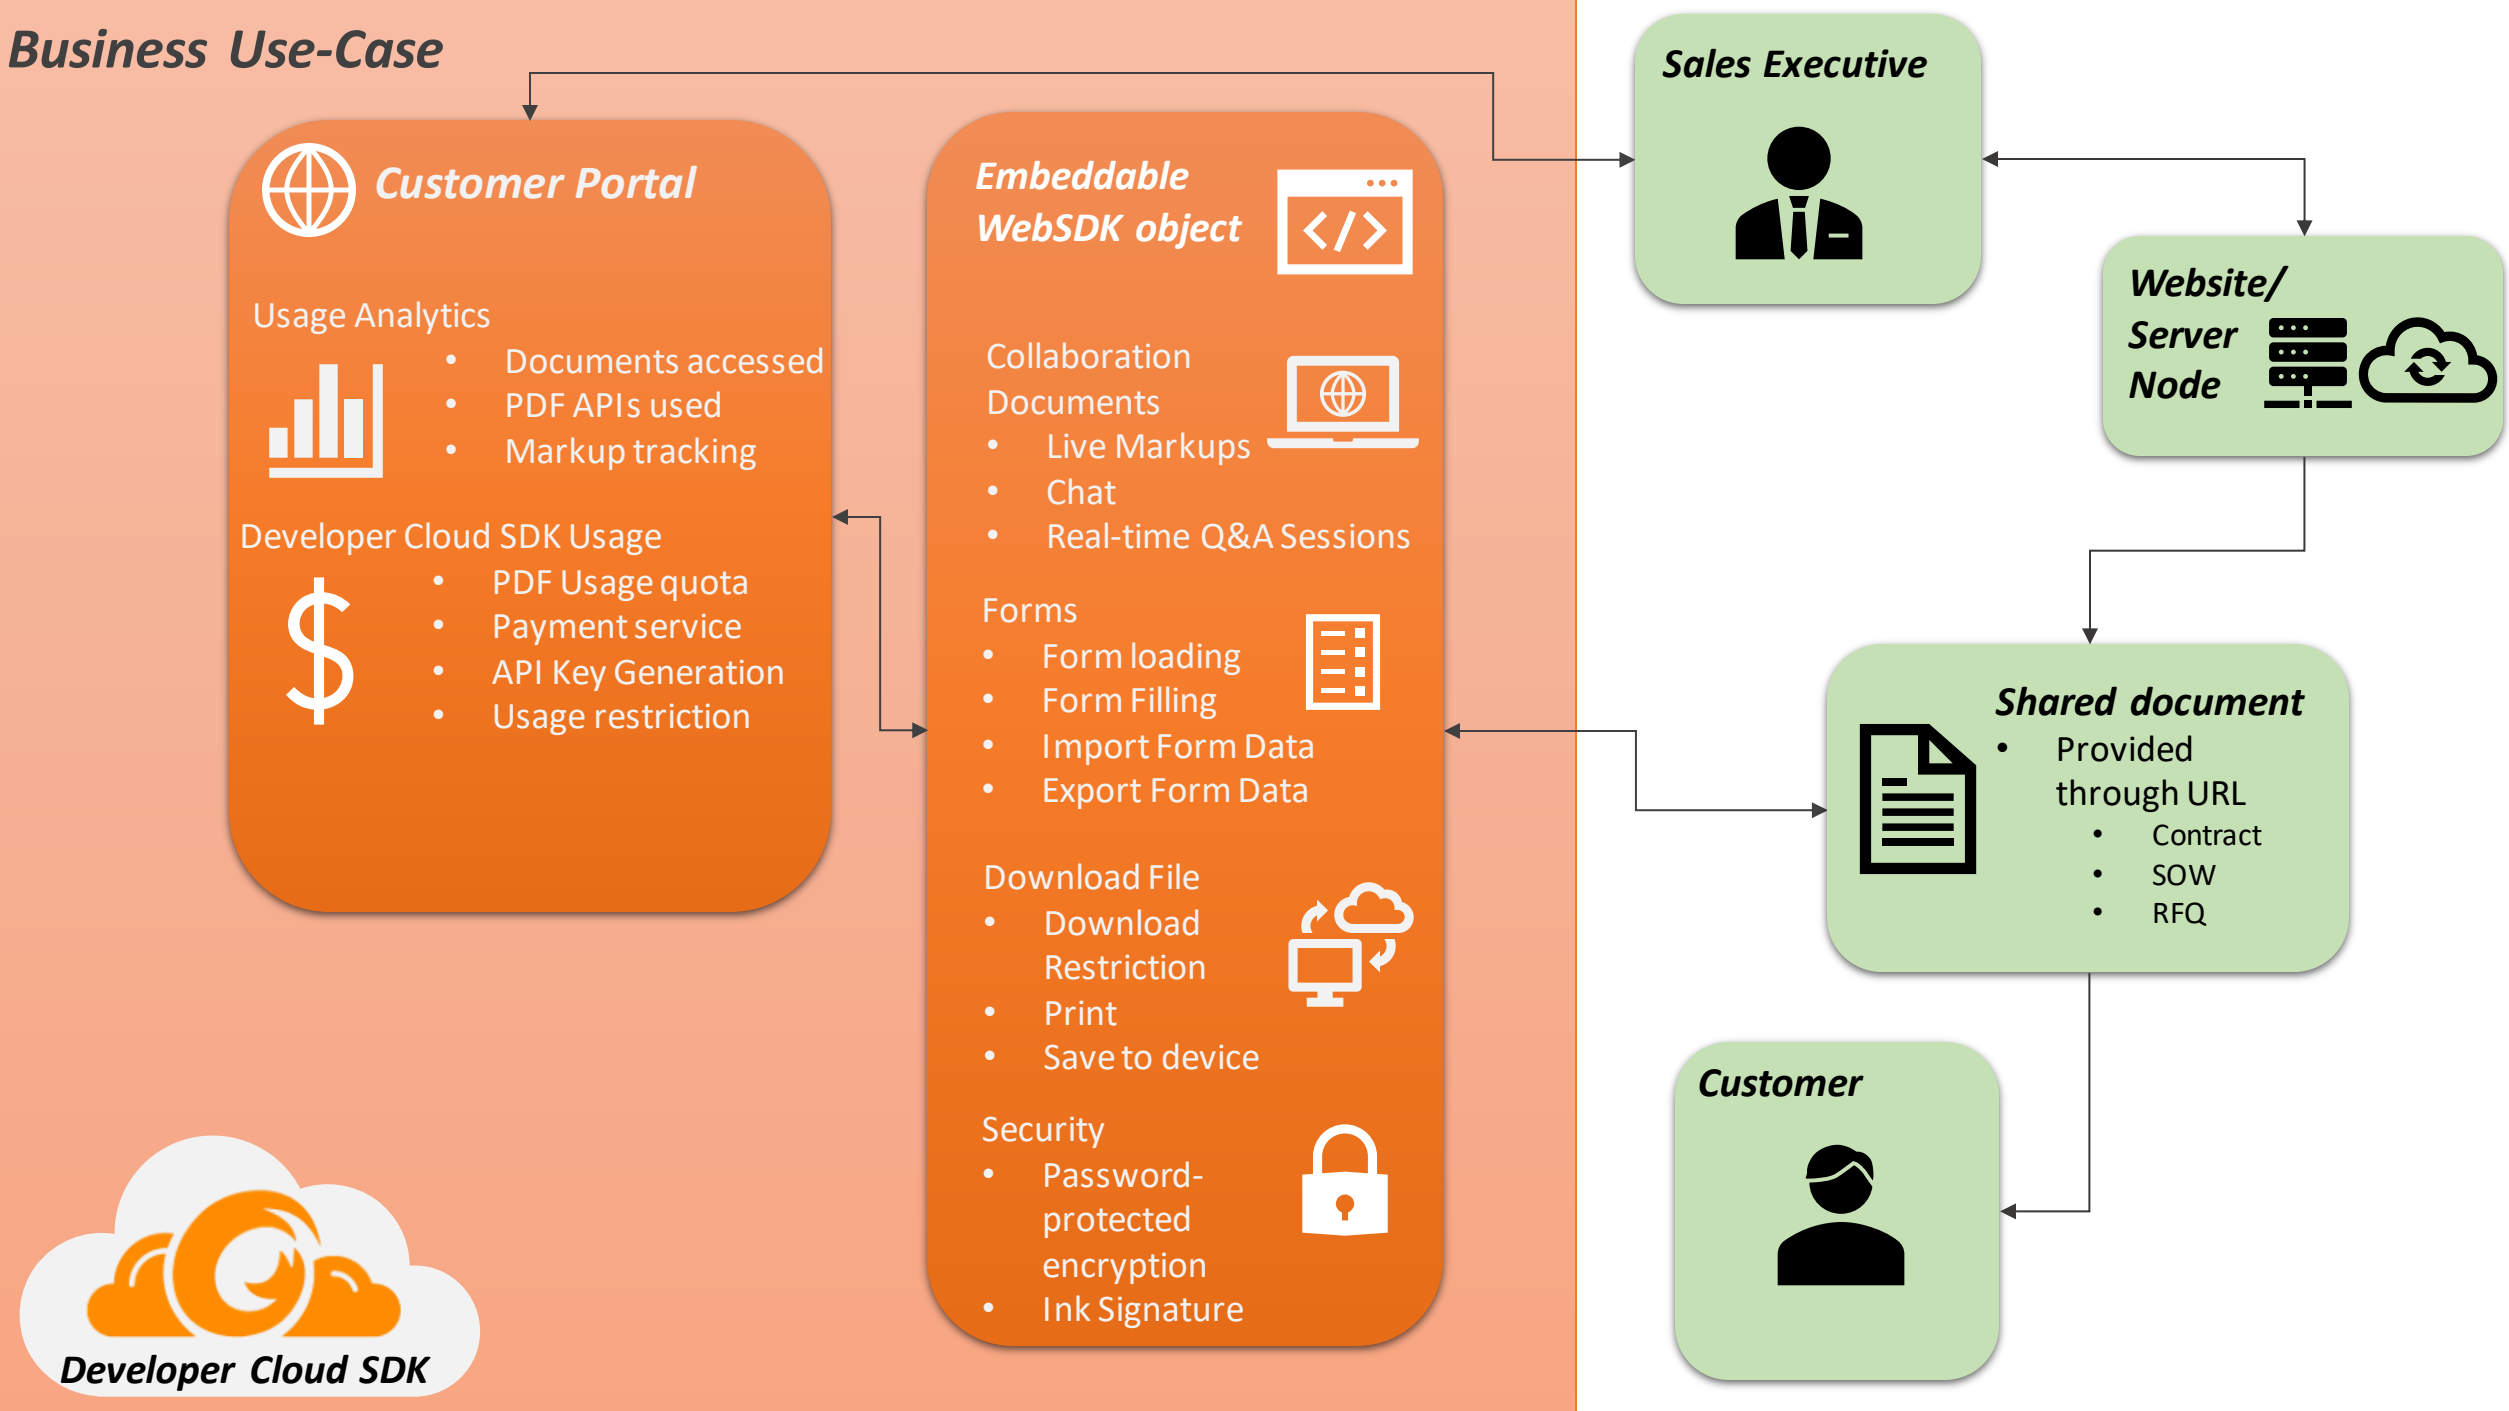 Business Use-Case
Customer Portal
Usage Analytics
• Documents accessed
• PDF APIs used
• Markup tracking
Developer Cloud SDK Usage
• PDF Usage quota
• Payment service
• API Key Generation
• Usage restriction
Embeddable
WebSDK object
</>
Collaboration
Documents
• Live Markups
• Chat
• Real-time Q&A Sessions
Forms
• Form loading
• Form Filling
• Import Form Data
• Export Form Data
Download File
• Download
Restriction
• Print
• Save to device
Security
• Password-
protected
encryption
• Ink Signature
Developer Cloud SDK
Sales Executive
Website/
Server
Node
Shared document
• Provided
through URL
• Contract
• SOW
• RFQ
Customer